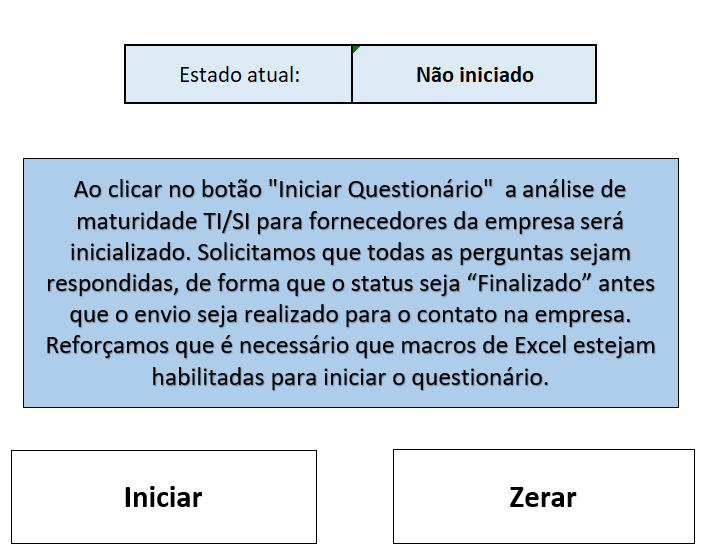 Estado atual:
Não iniciado
Ao clicar no botão "Iniciar Questionário"  a análise de
maturidade TI/SI para fornecedores da empresa será
inicializado. Solicitamos que todas as perguntas sejam
respondidas, de forma que o status seja “Finalizado” antes
que o envio seja realizado para o contato na empresa.
Reforçamos que é necessário que macros de Excel estejam
habilitadas para iniciar o questionário.
Iniciar
Zerar